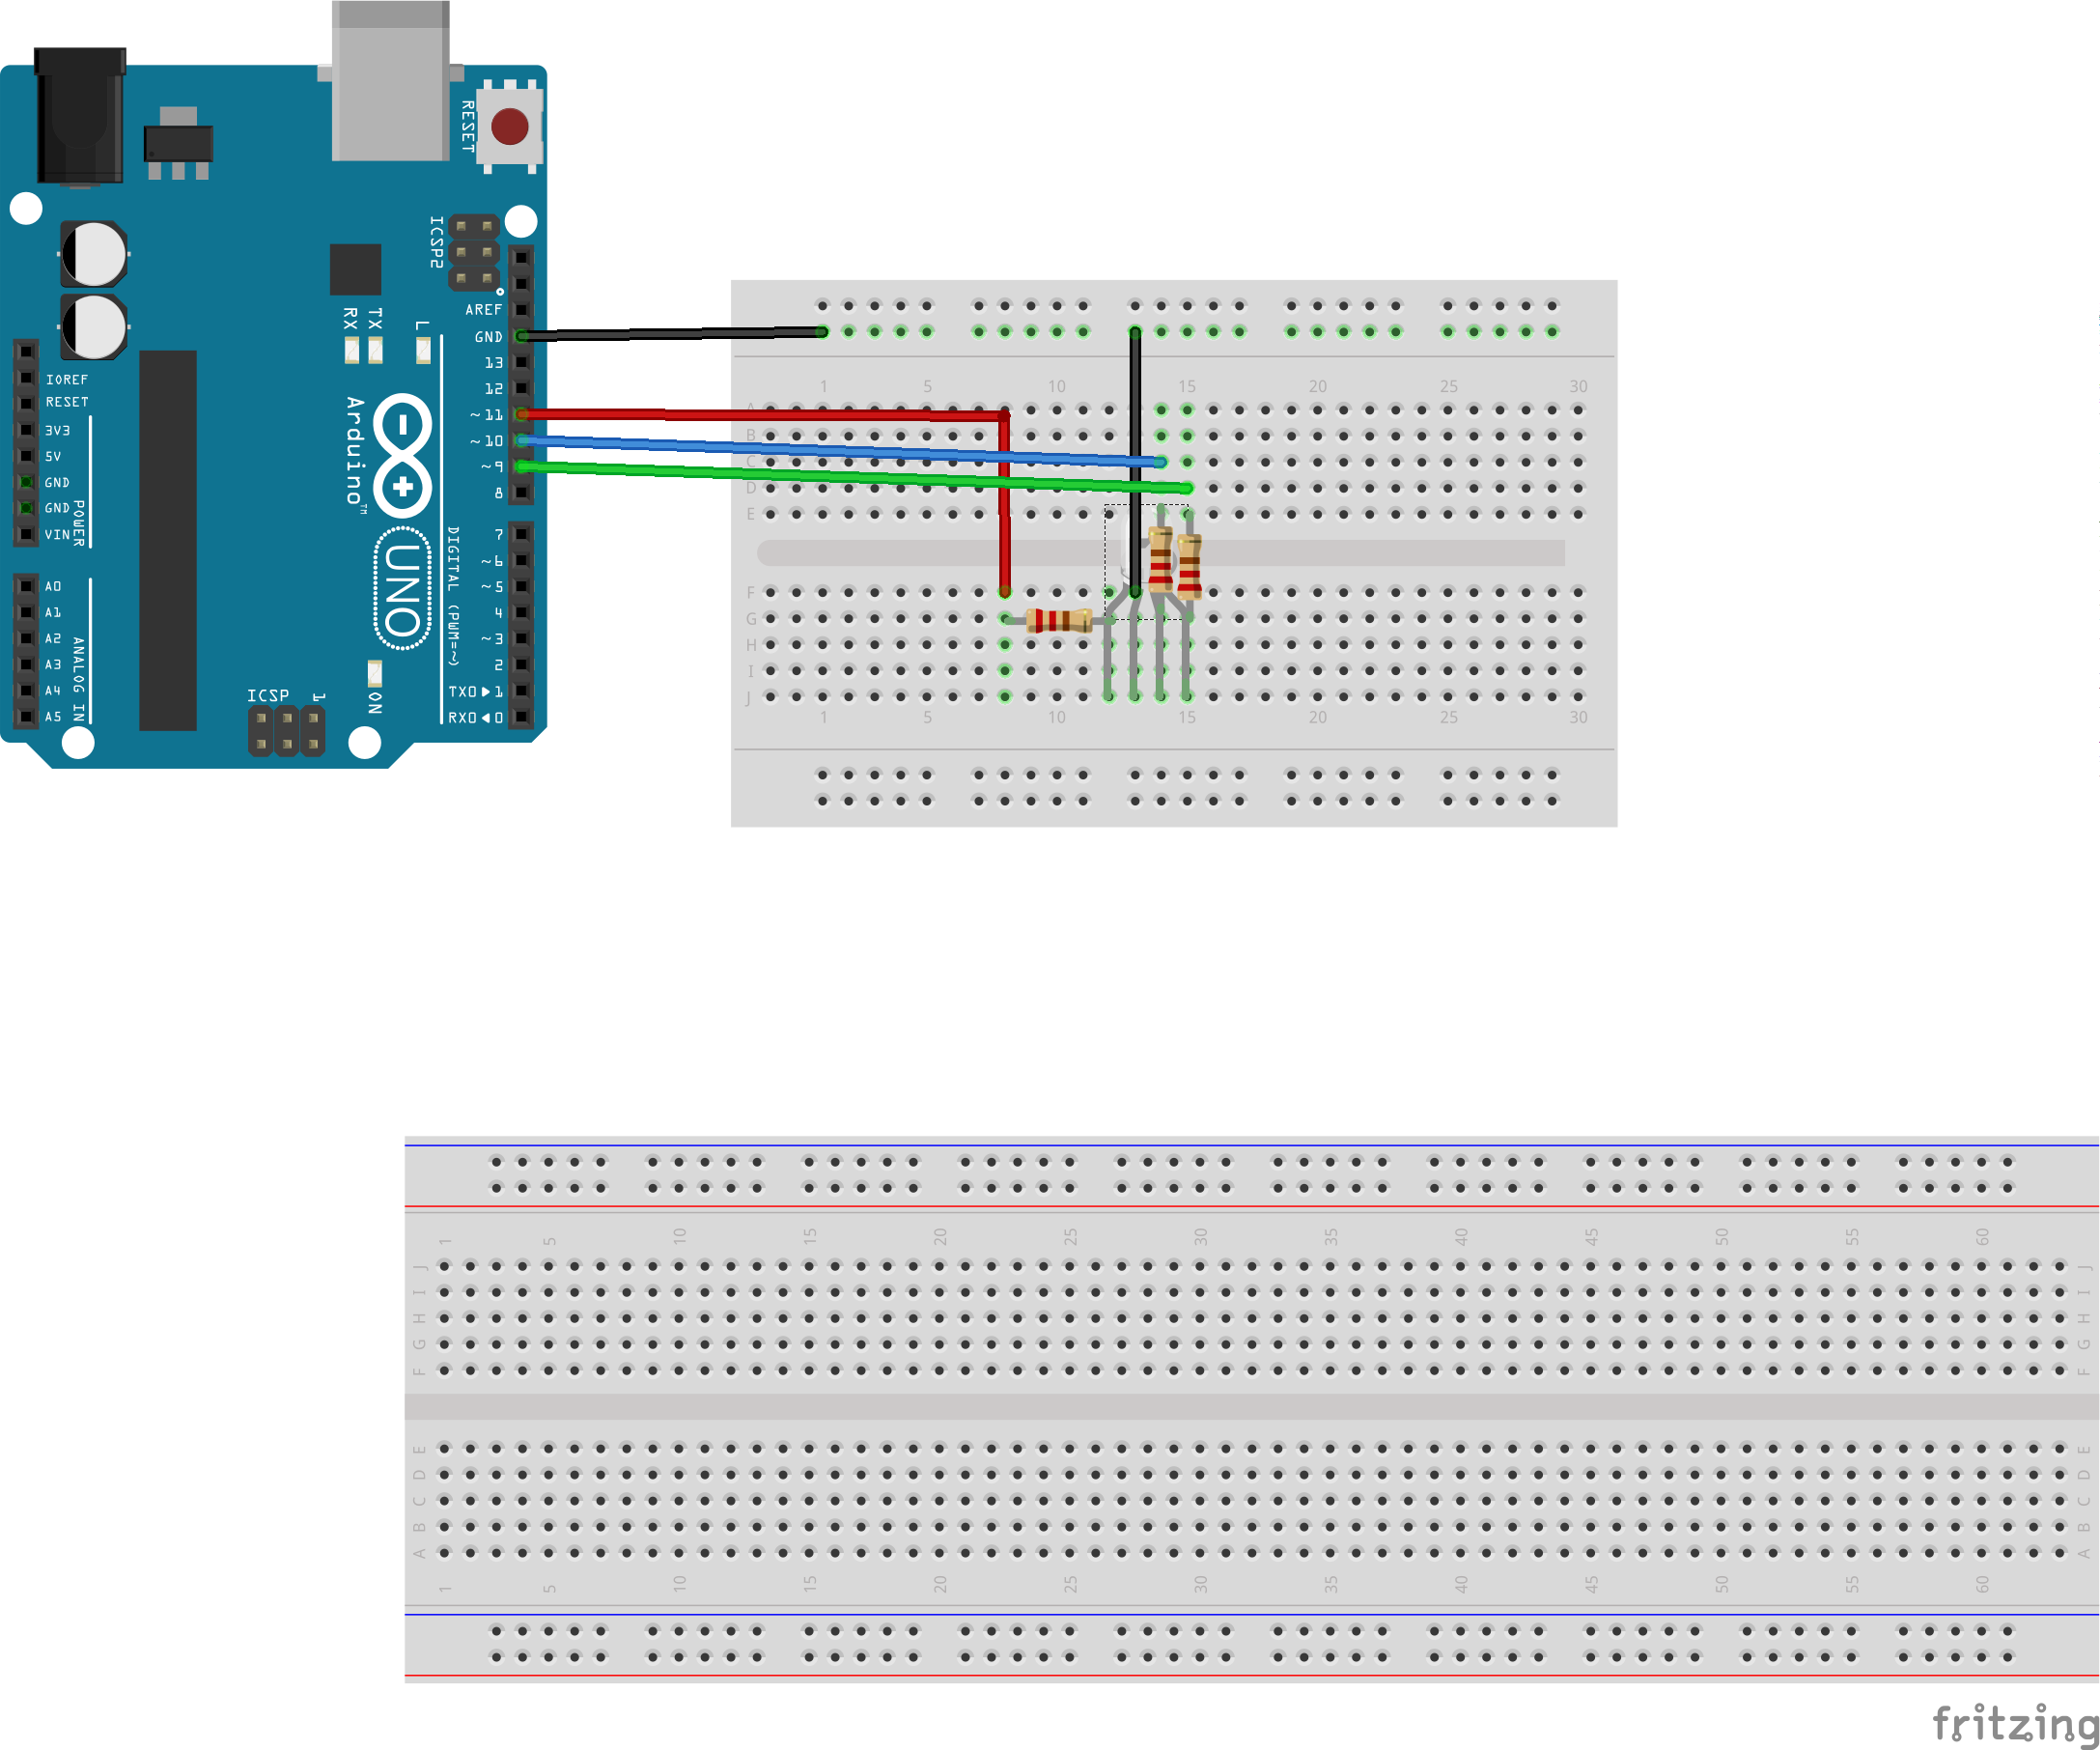 RESET
ICSP2
AREF
GND
13
12
~11
~10
~9
8
7
~6
~5
4
~3
2
TX0▶1
RX0◀0
RX
TX
L
IOREF
RESET
3V3
5V
GND
GND
VIN
POWER
A0
A1
A2
A3
A4
A5
ANALOG IN
Arduino™
UNO
DIGITAL (PWM=~)
ICSP
1
ON
1 5 10 15 20 25 30
A
B
C
D
E
F
G
H
I
J
1 5 10 15 20 25 30
1 5 10 15 20 25 30 35 40 45 50 55 60
J J
I I
H H
G G
F F
E E
D D
C C
B B
A A
1 5 10 15 20 25 30 35 40 45 50 55 60
fritzing